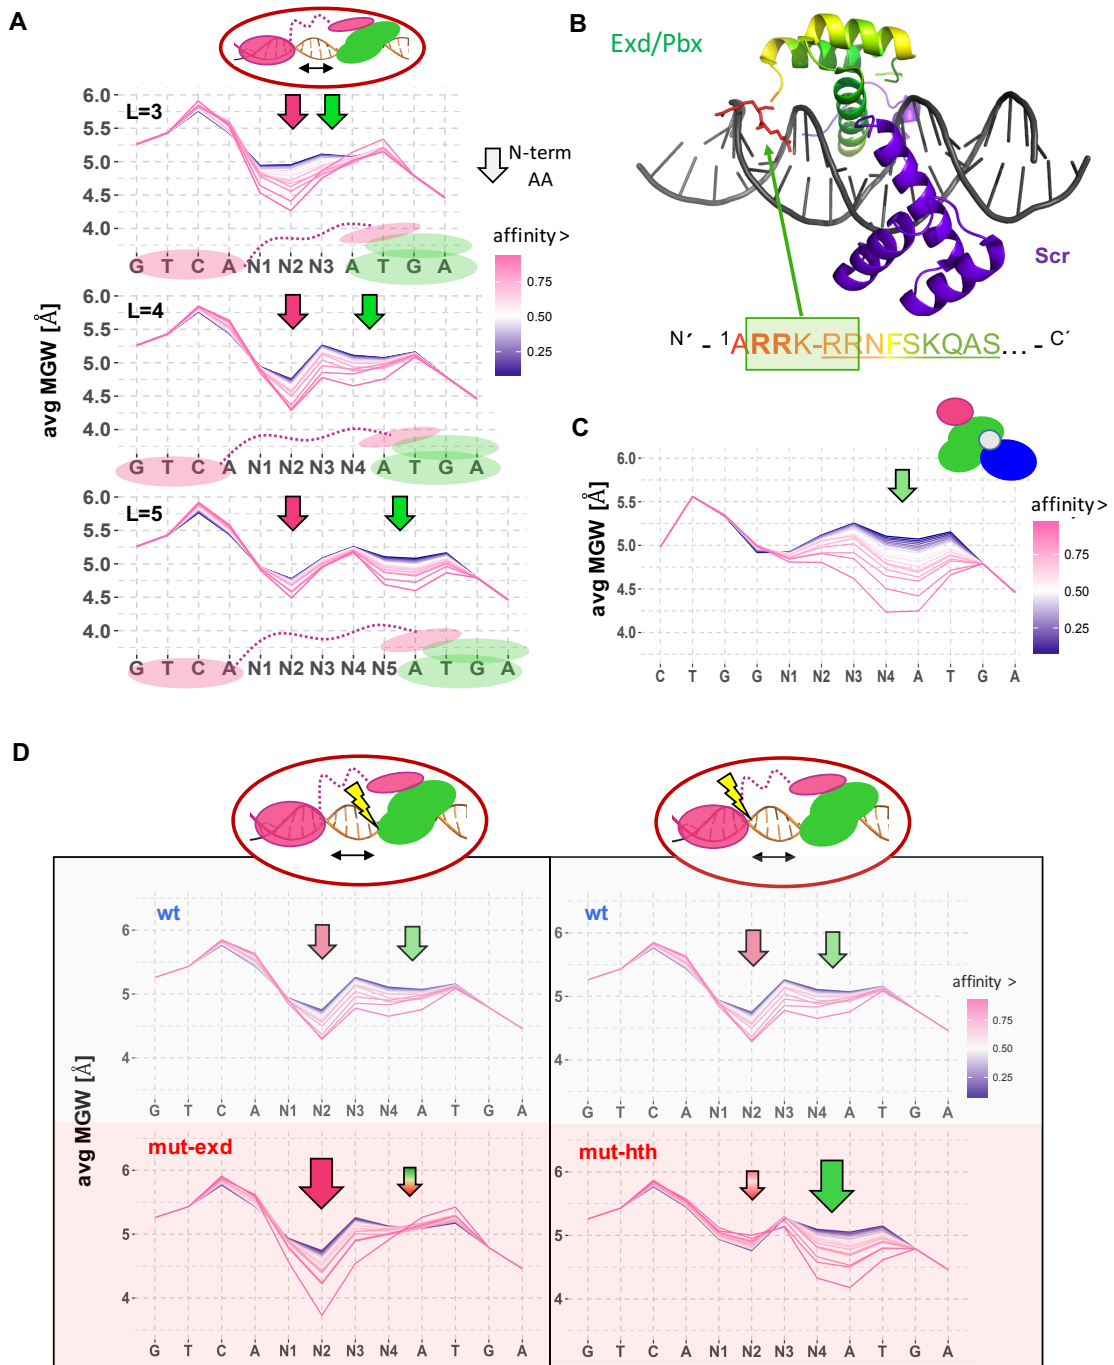 A
L=3
6.0
5.5
5.0
4.5
4.0
G T C A N1 N2 N3 A T G A
N-term
AA
affinity >
0.75
0.50
0.25
avg MGW [Å]
L=4
6.0
5.5
5.0
4.5
4.0
G T C A N1 N2 N3 N4 A T G A
L=5
6.0
5.5
5.0
4.5
4.0
G T C A N1 N2 N3 N4 N5 A T G A
B
Exd/Pbx
Scr
N´ - 1ARRK-RRNFSKQAS... - C´
C
affinity >
0.75
0.50
0.25
avg MGW [Å]
6.0
5.5
5.0
4.5
4.0
C T G G N1 N2 N3 N4 A T G A
D
avg MGW [Å]
wt
6
5
4
G T C A N1 N2 N3 N4 A T G A
wt
6
5
4
affinity >
0.75
0.50
0.25
G T C A N1 N2 N3 N4 A T G A
mut-exd
6
5
4
G T C A N1 N2 N3 N4 A T G A
mut-hth
6
5
4
G T C A N1 N2 N3 N4 A T G A